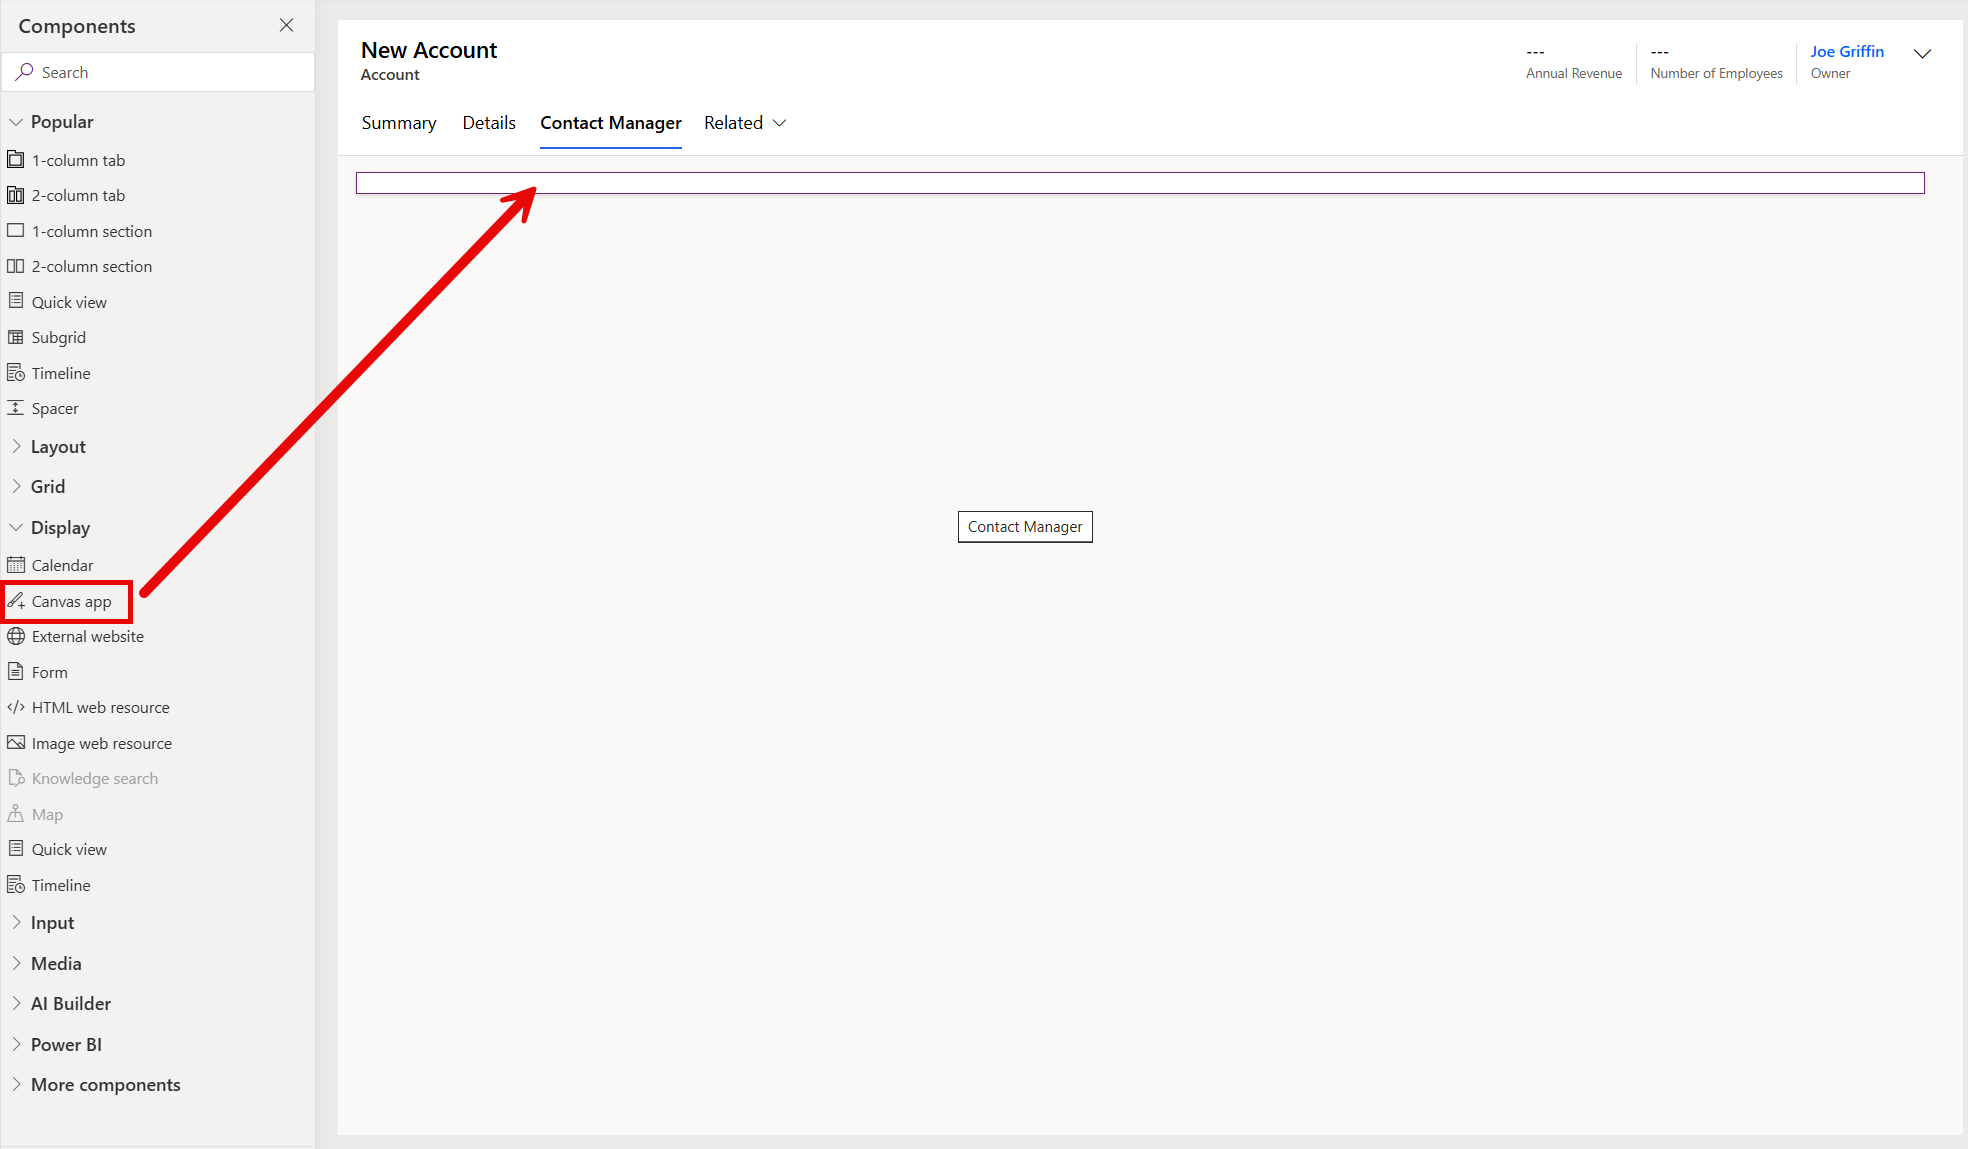 Components
Search
Popular
1-column tab
2-column tab
1-column section
2-column section
Quick view
Subgrid
Timeline
Spacer
Layout
Grid
Display
Calendar
Canvas app
External website
Form
HTML web resource
Image web resource
Knowledge search
Map
Quick view
Timeline
Input
Media
AI Builder
Power BI
More components
New Account
Account
---
Annual Revenue
---
Number of Employees
Joe Griffin
Owner
Summary Details Contact Manager Related
Contact Manager